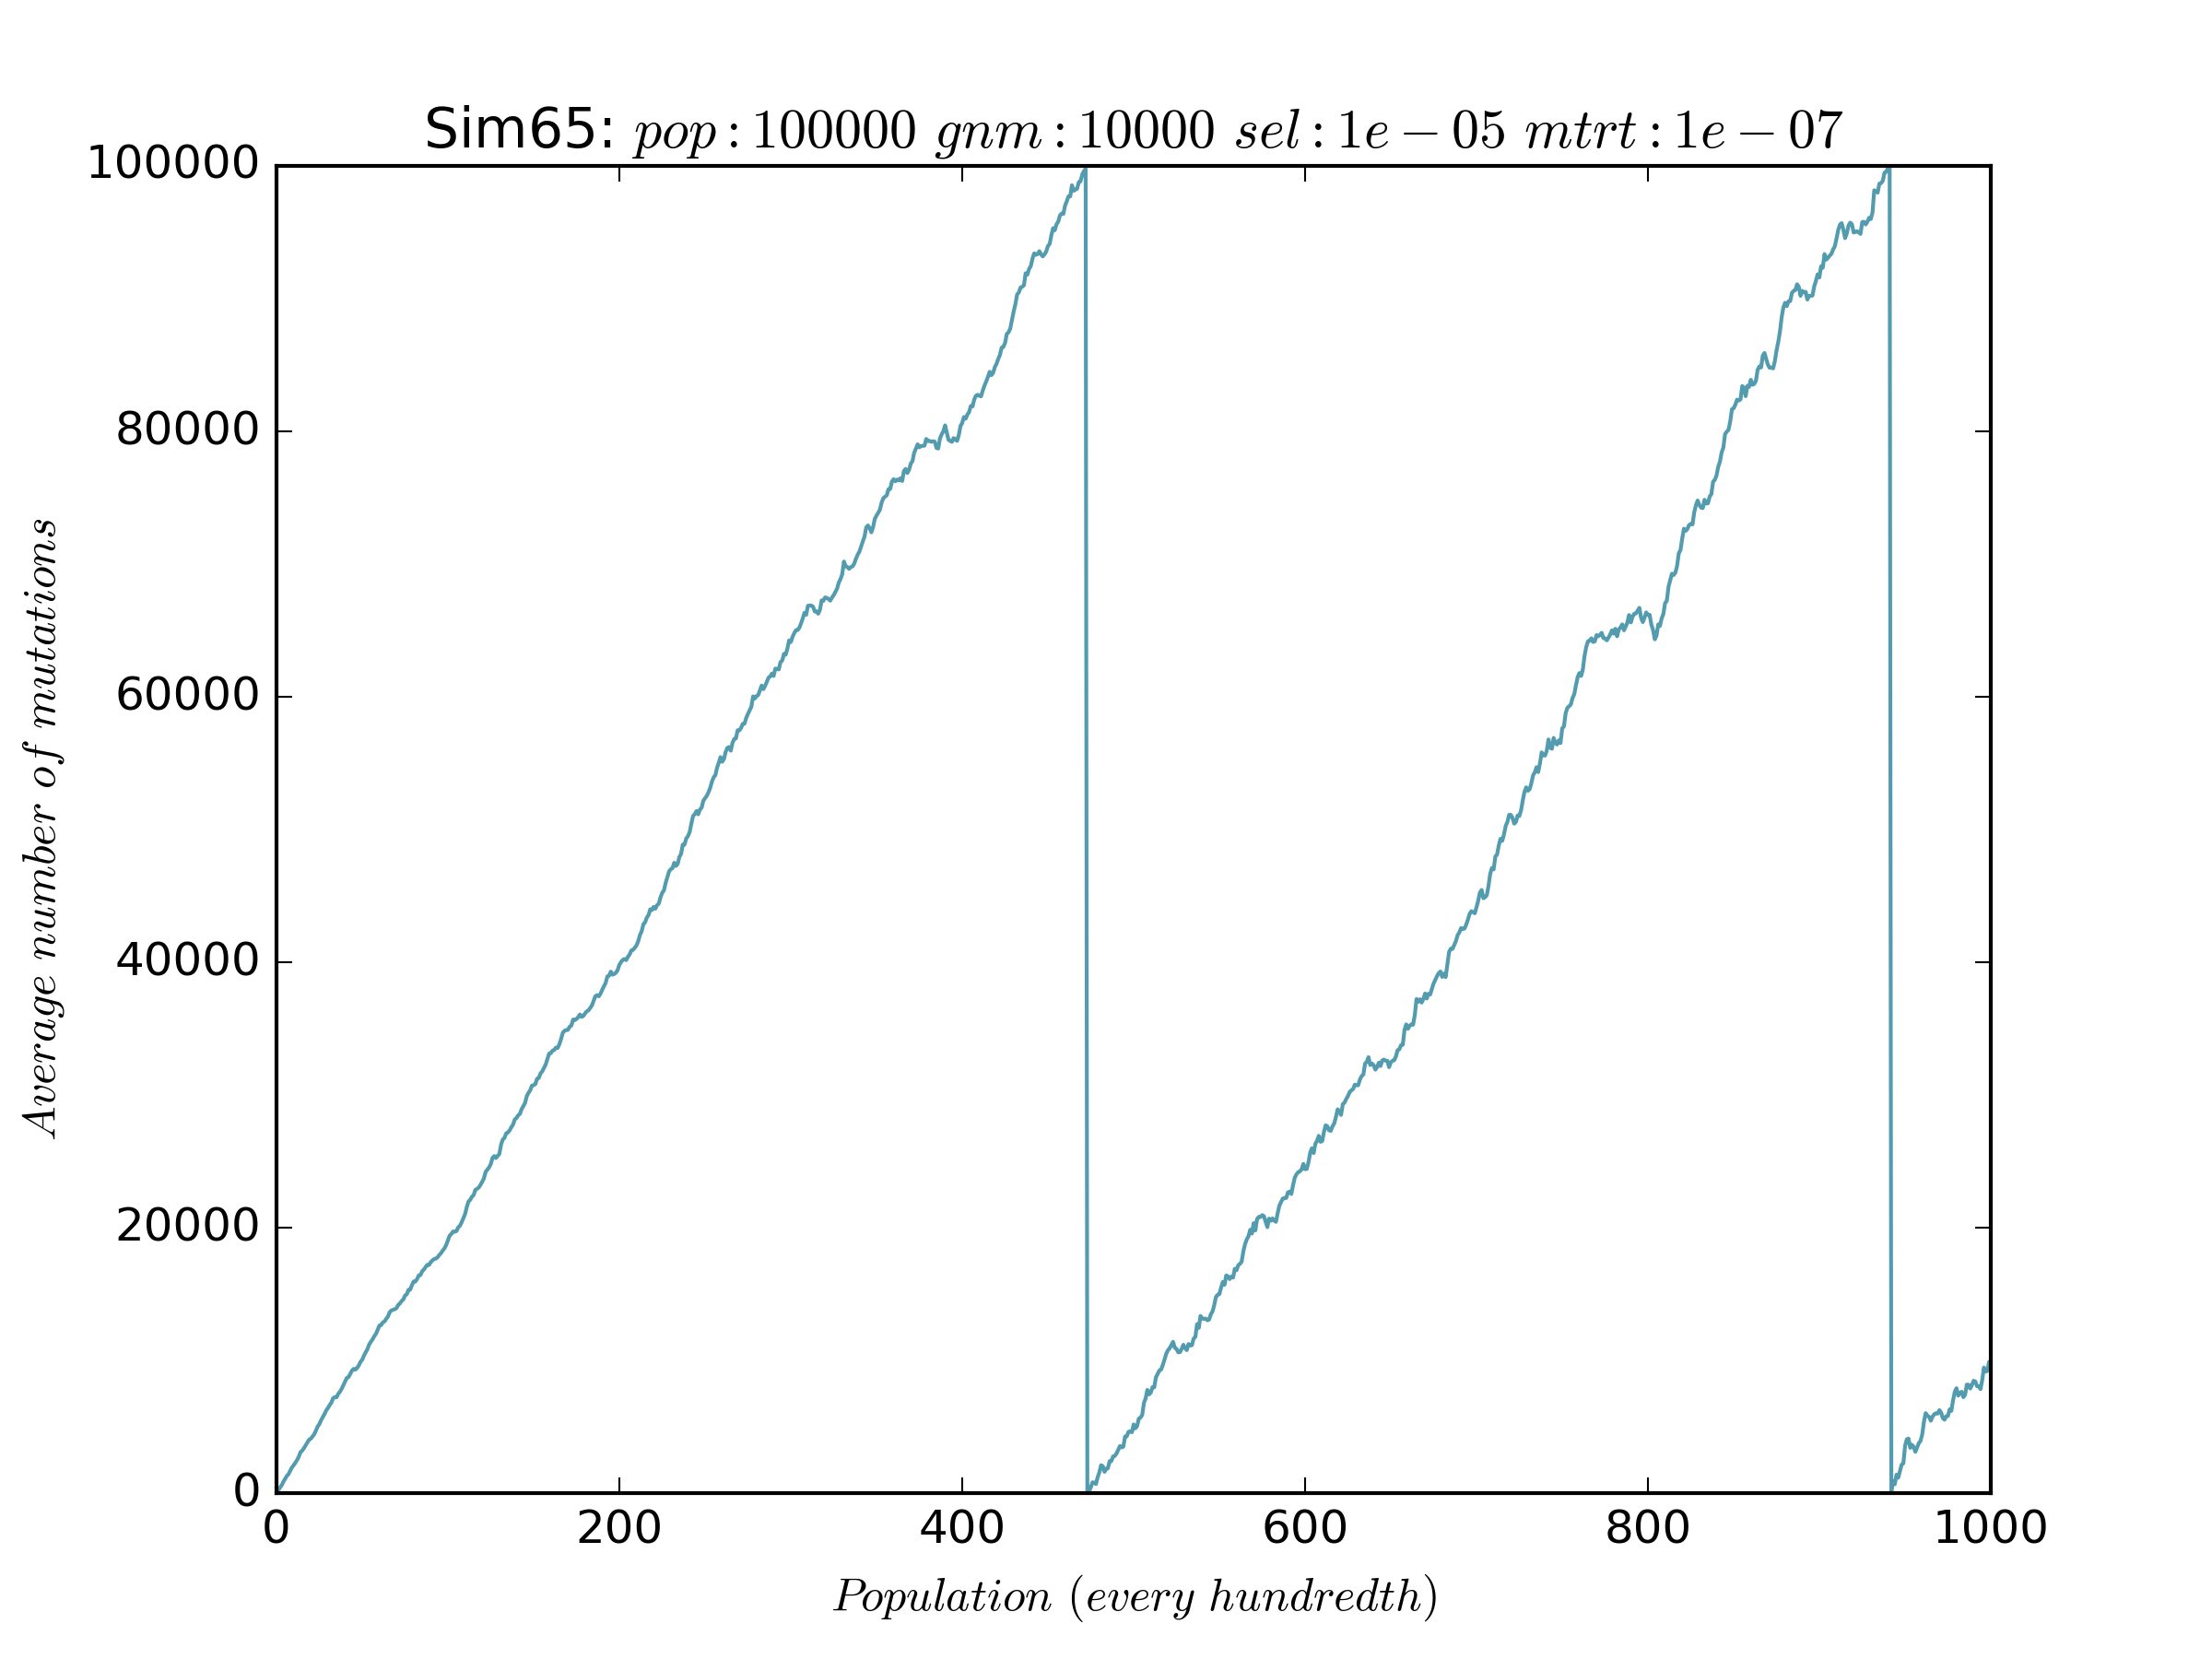 Sim65: pop : 100000 gnm : 10000 sel : 1e − 05 mtrt : 1e − 07
100000
80000
60000
40000
20000
0
Average number of mutations
0 200 400 600 800 1000
Population (every hundredth)